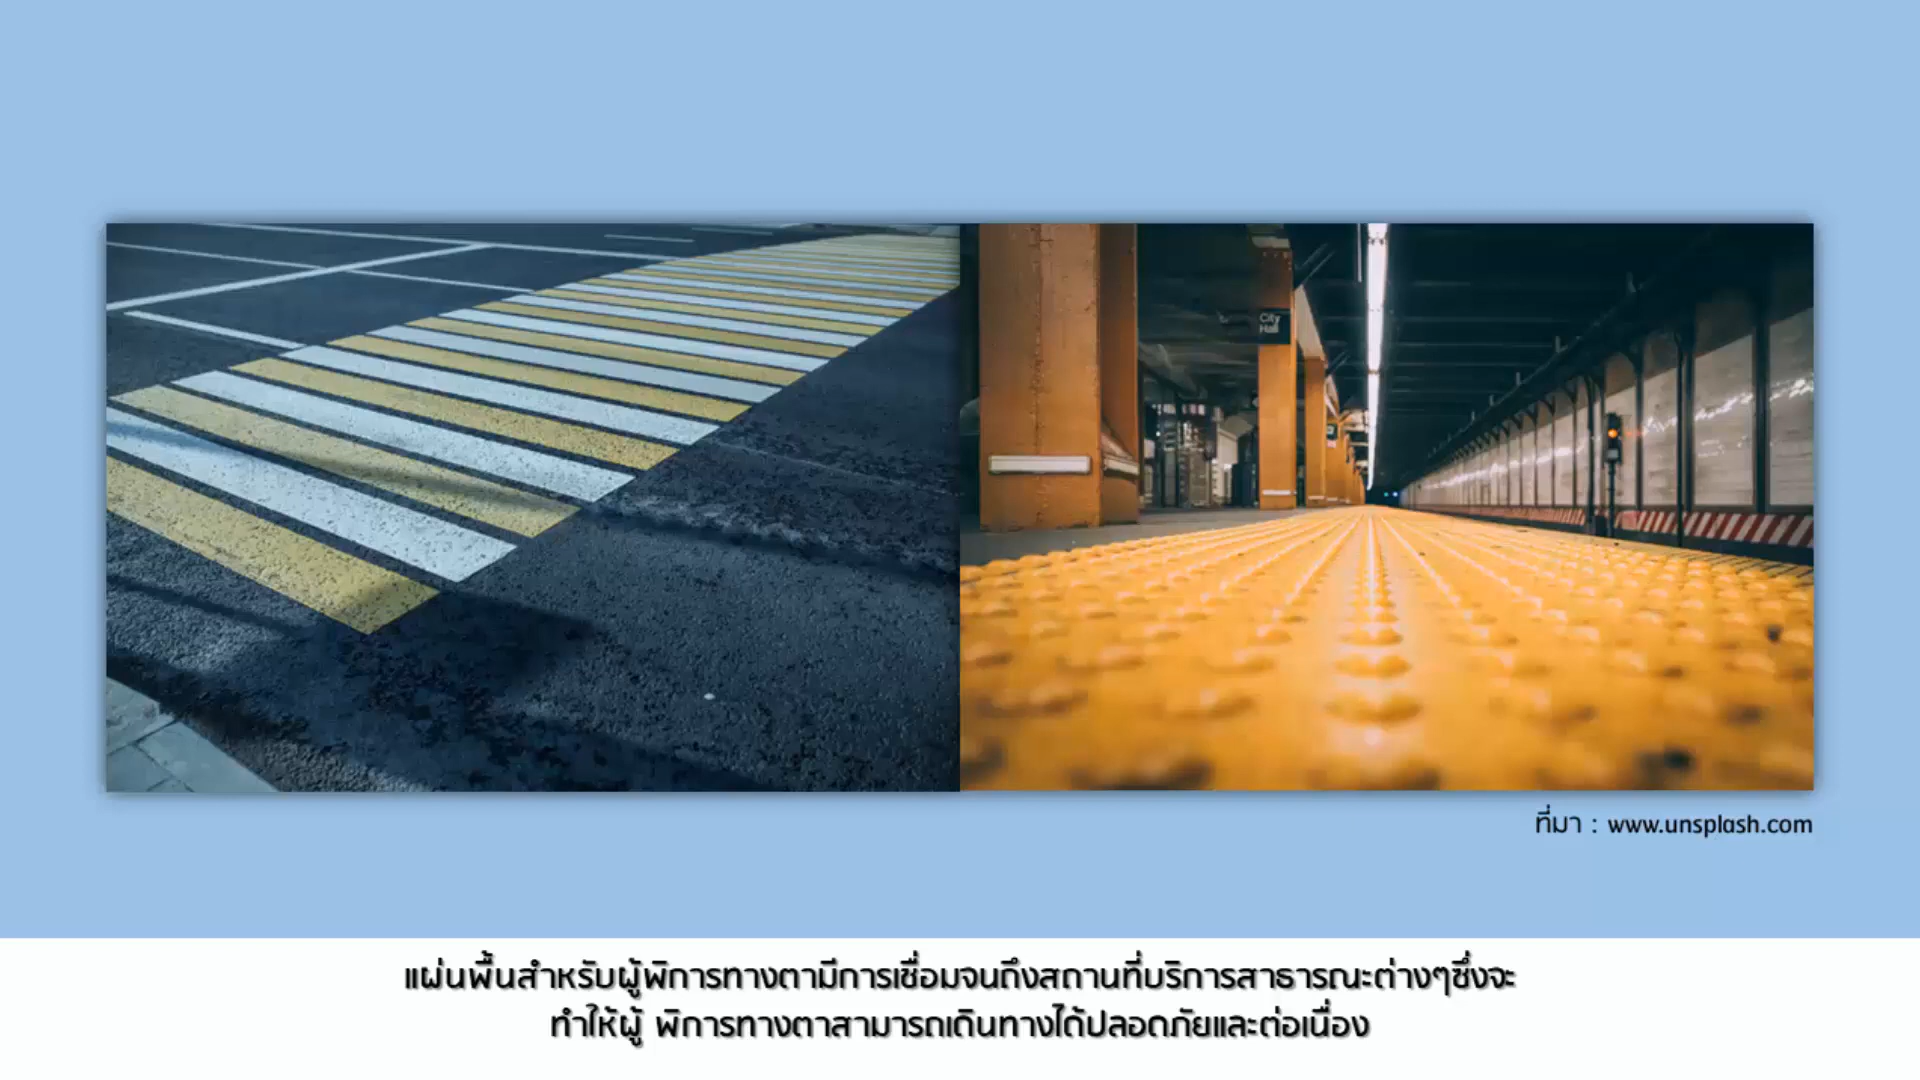 City
Hall
ที่มา : www.unsplash.com
แผ่นพื้นสำหรับผู้พิการทางตามีการเชื่อมจนถึงสถานที่บริการสาธารณะต่างๆซึ่งจะ
ทำให้ผู้ พิการทางตาสามารถเดินทางได้ปลอดภัยและต่อเนื่อง